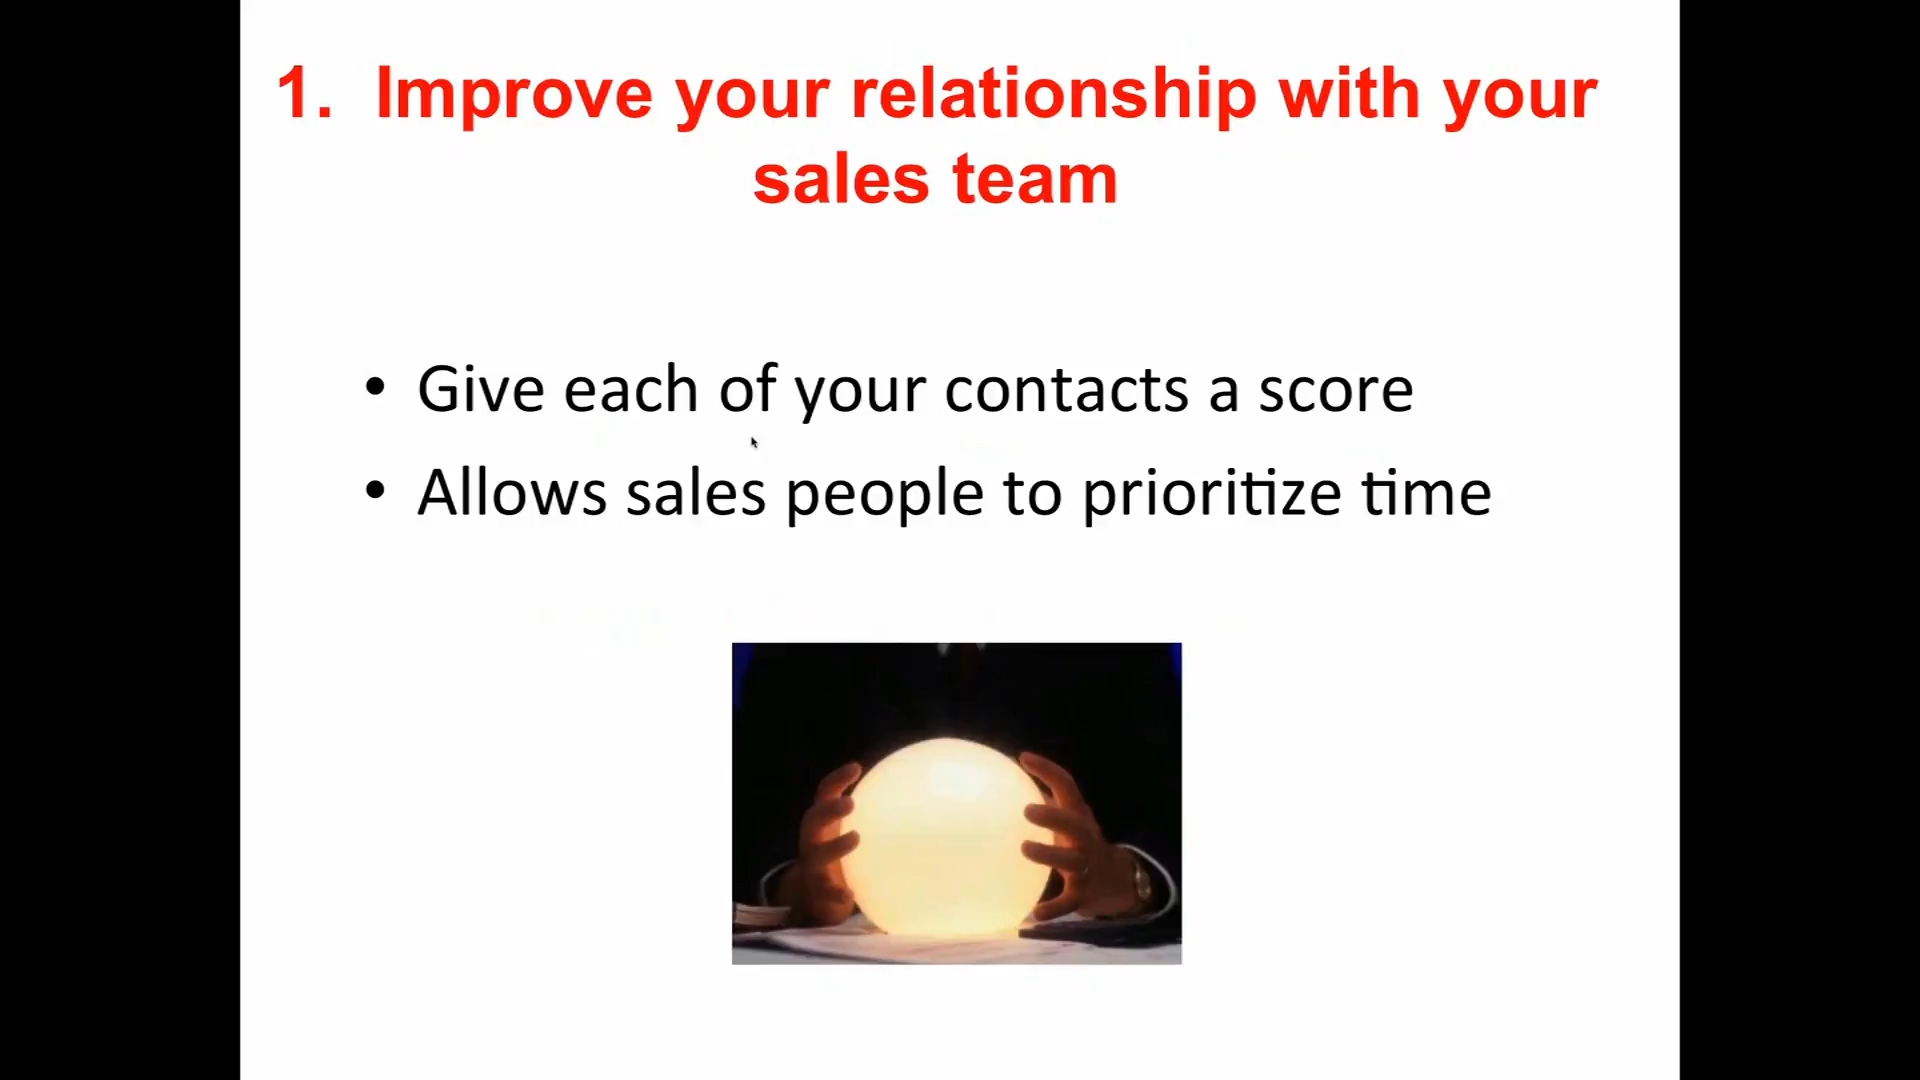 1. Improve your relationship with your
sales team
• Give each of your contacts a score
• Allows sales people to prioritize time